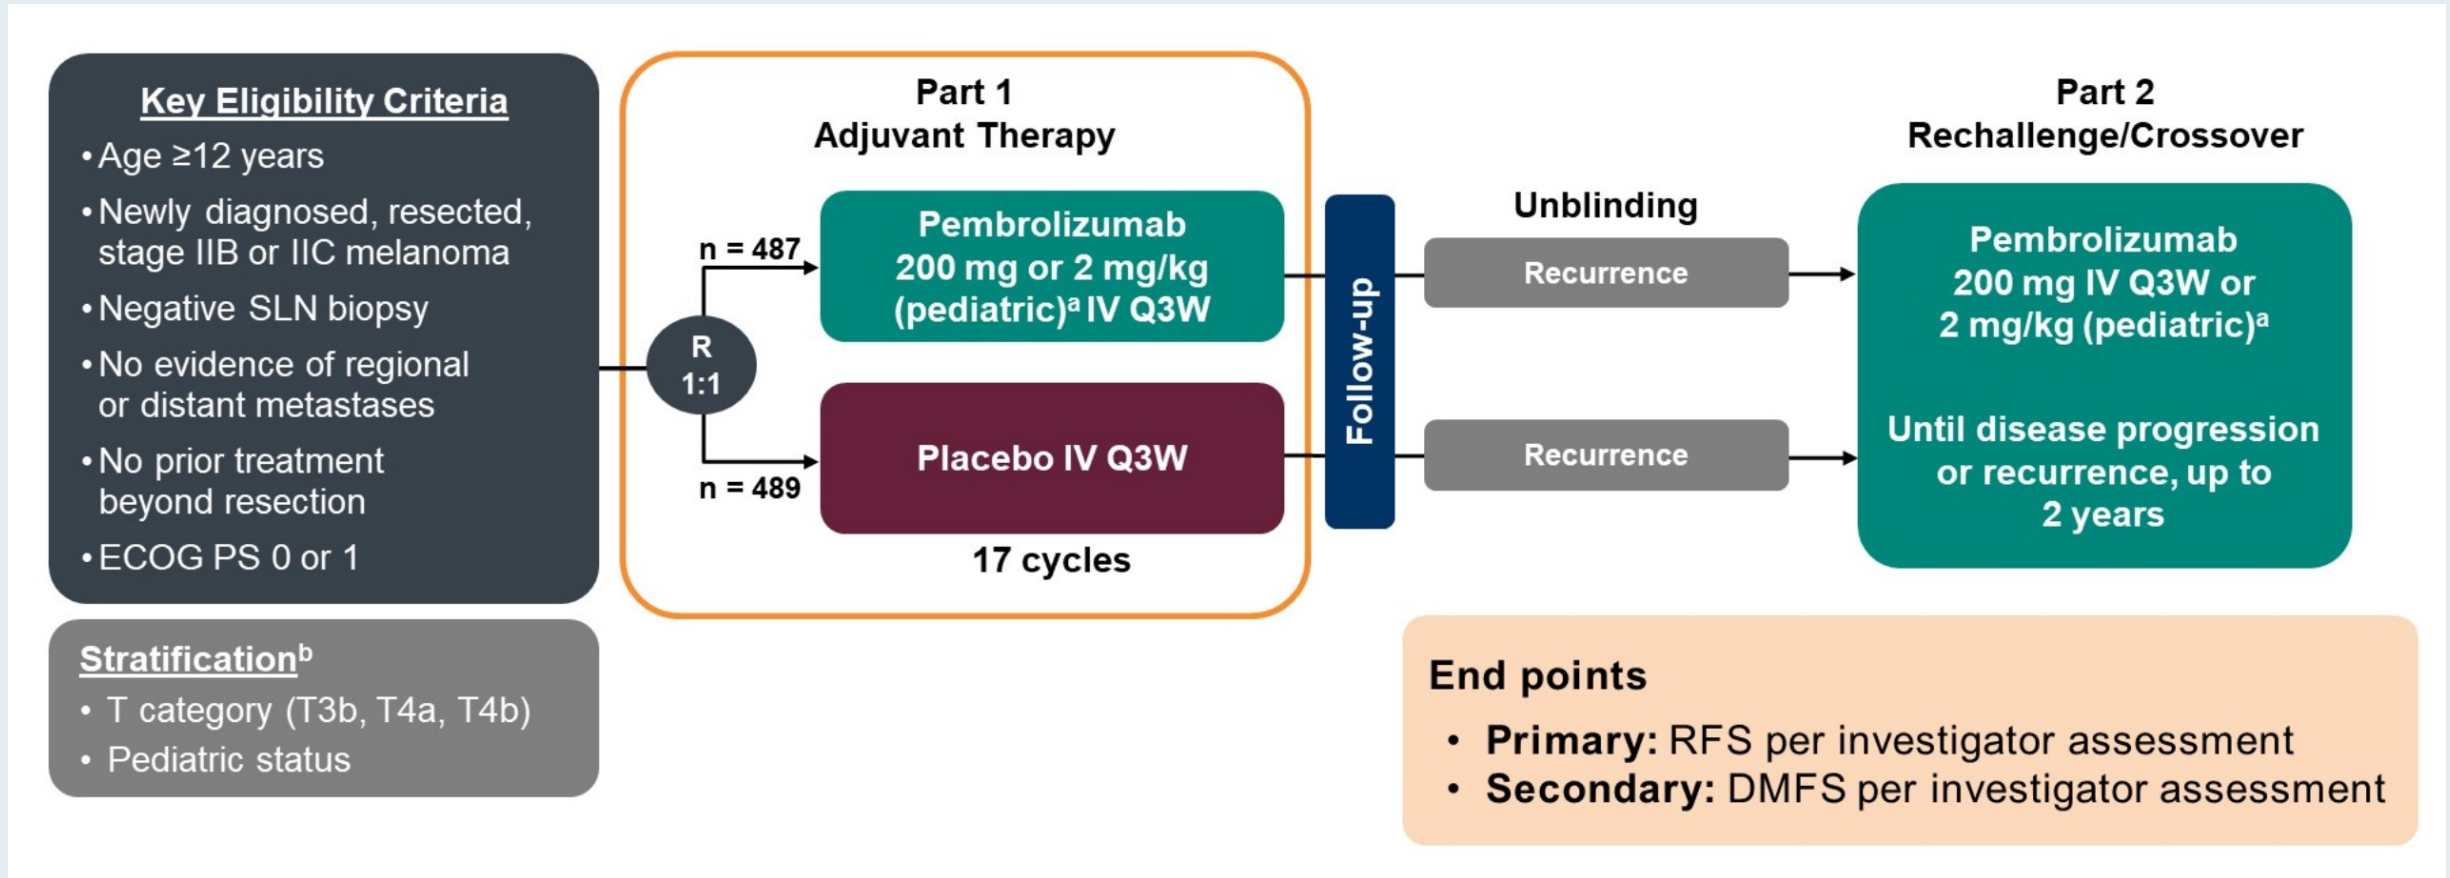 Key Eligibility Criteria
• Age ≥12 years
• Newly diagnosed, resected,
stage IIB or IIC melanoma
• Negative SLN biopsy
• No evidence of regional
or distant metastases
• No prior treatment
beyond resection
• ECOG PS 0 or 1
Stratificationᵇ
• T category (T3b, T4a, T4b)
• Pediatric status
Part 1
Adjuvant Therapy
R
1:1
n = 487
Pembrolizumab
200 mg or 2 mg/kg
(pediatric)ᵃ IV Q3W
n = 489
Placebo IV Q3W
17 cycles
Follow-up
Unblinding
Recurrence
Recurrence
Part 2
Rechallenge/Crossover
Pembrolizumab
200 mg IV Q3W or
2 mg/kg (pediatric)ᵃ
Until disease progression
or recurrence, up to
2 years
End points
• Primary: RFS per investigator assessment
• Secondary: DMFS per investigator assessment